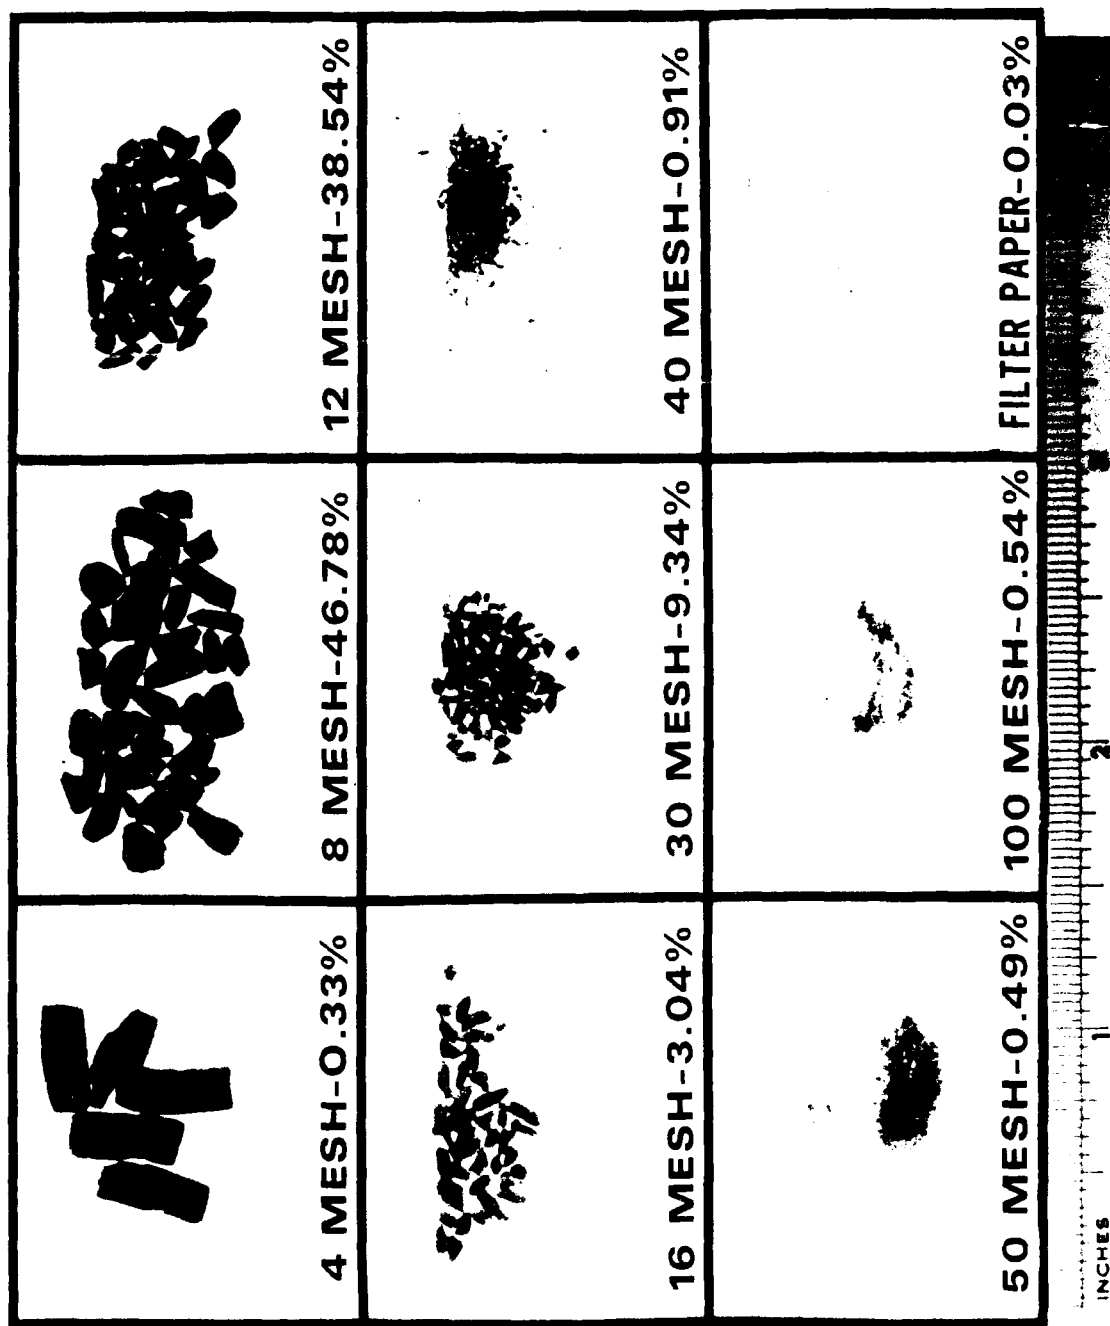 4 MESH-0.33%
8 MESH-46.78%
12 MESH-38.54%
16 MESH-3.04%
30 MESH-9.34%
40 MESH-0.91%
50 MESH-0.49%
100 MESH-0.54%
FILTER PAPER-0.03%
INCHES
1
2